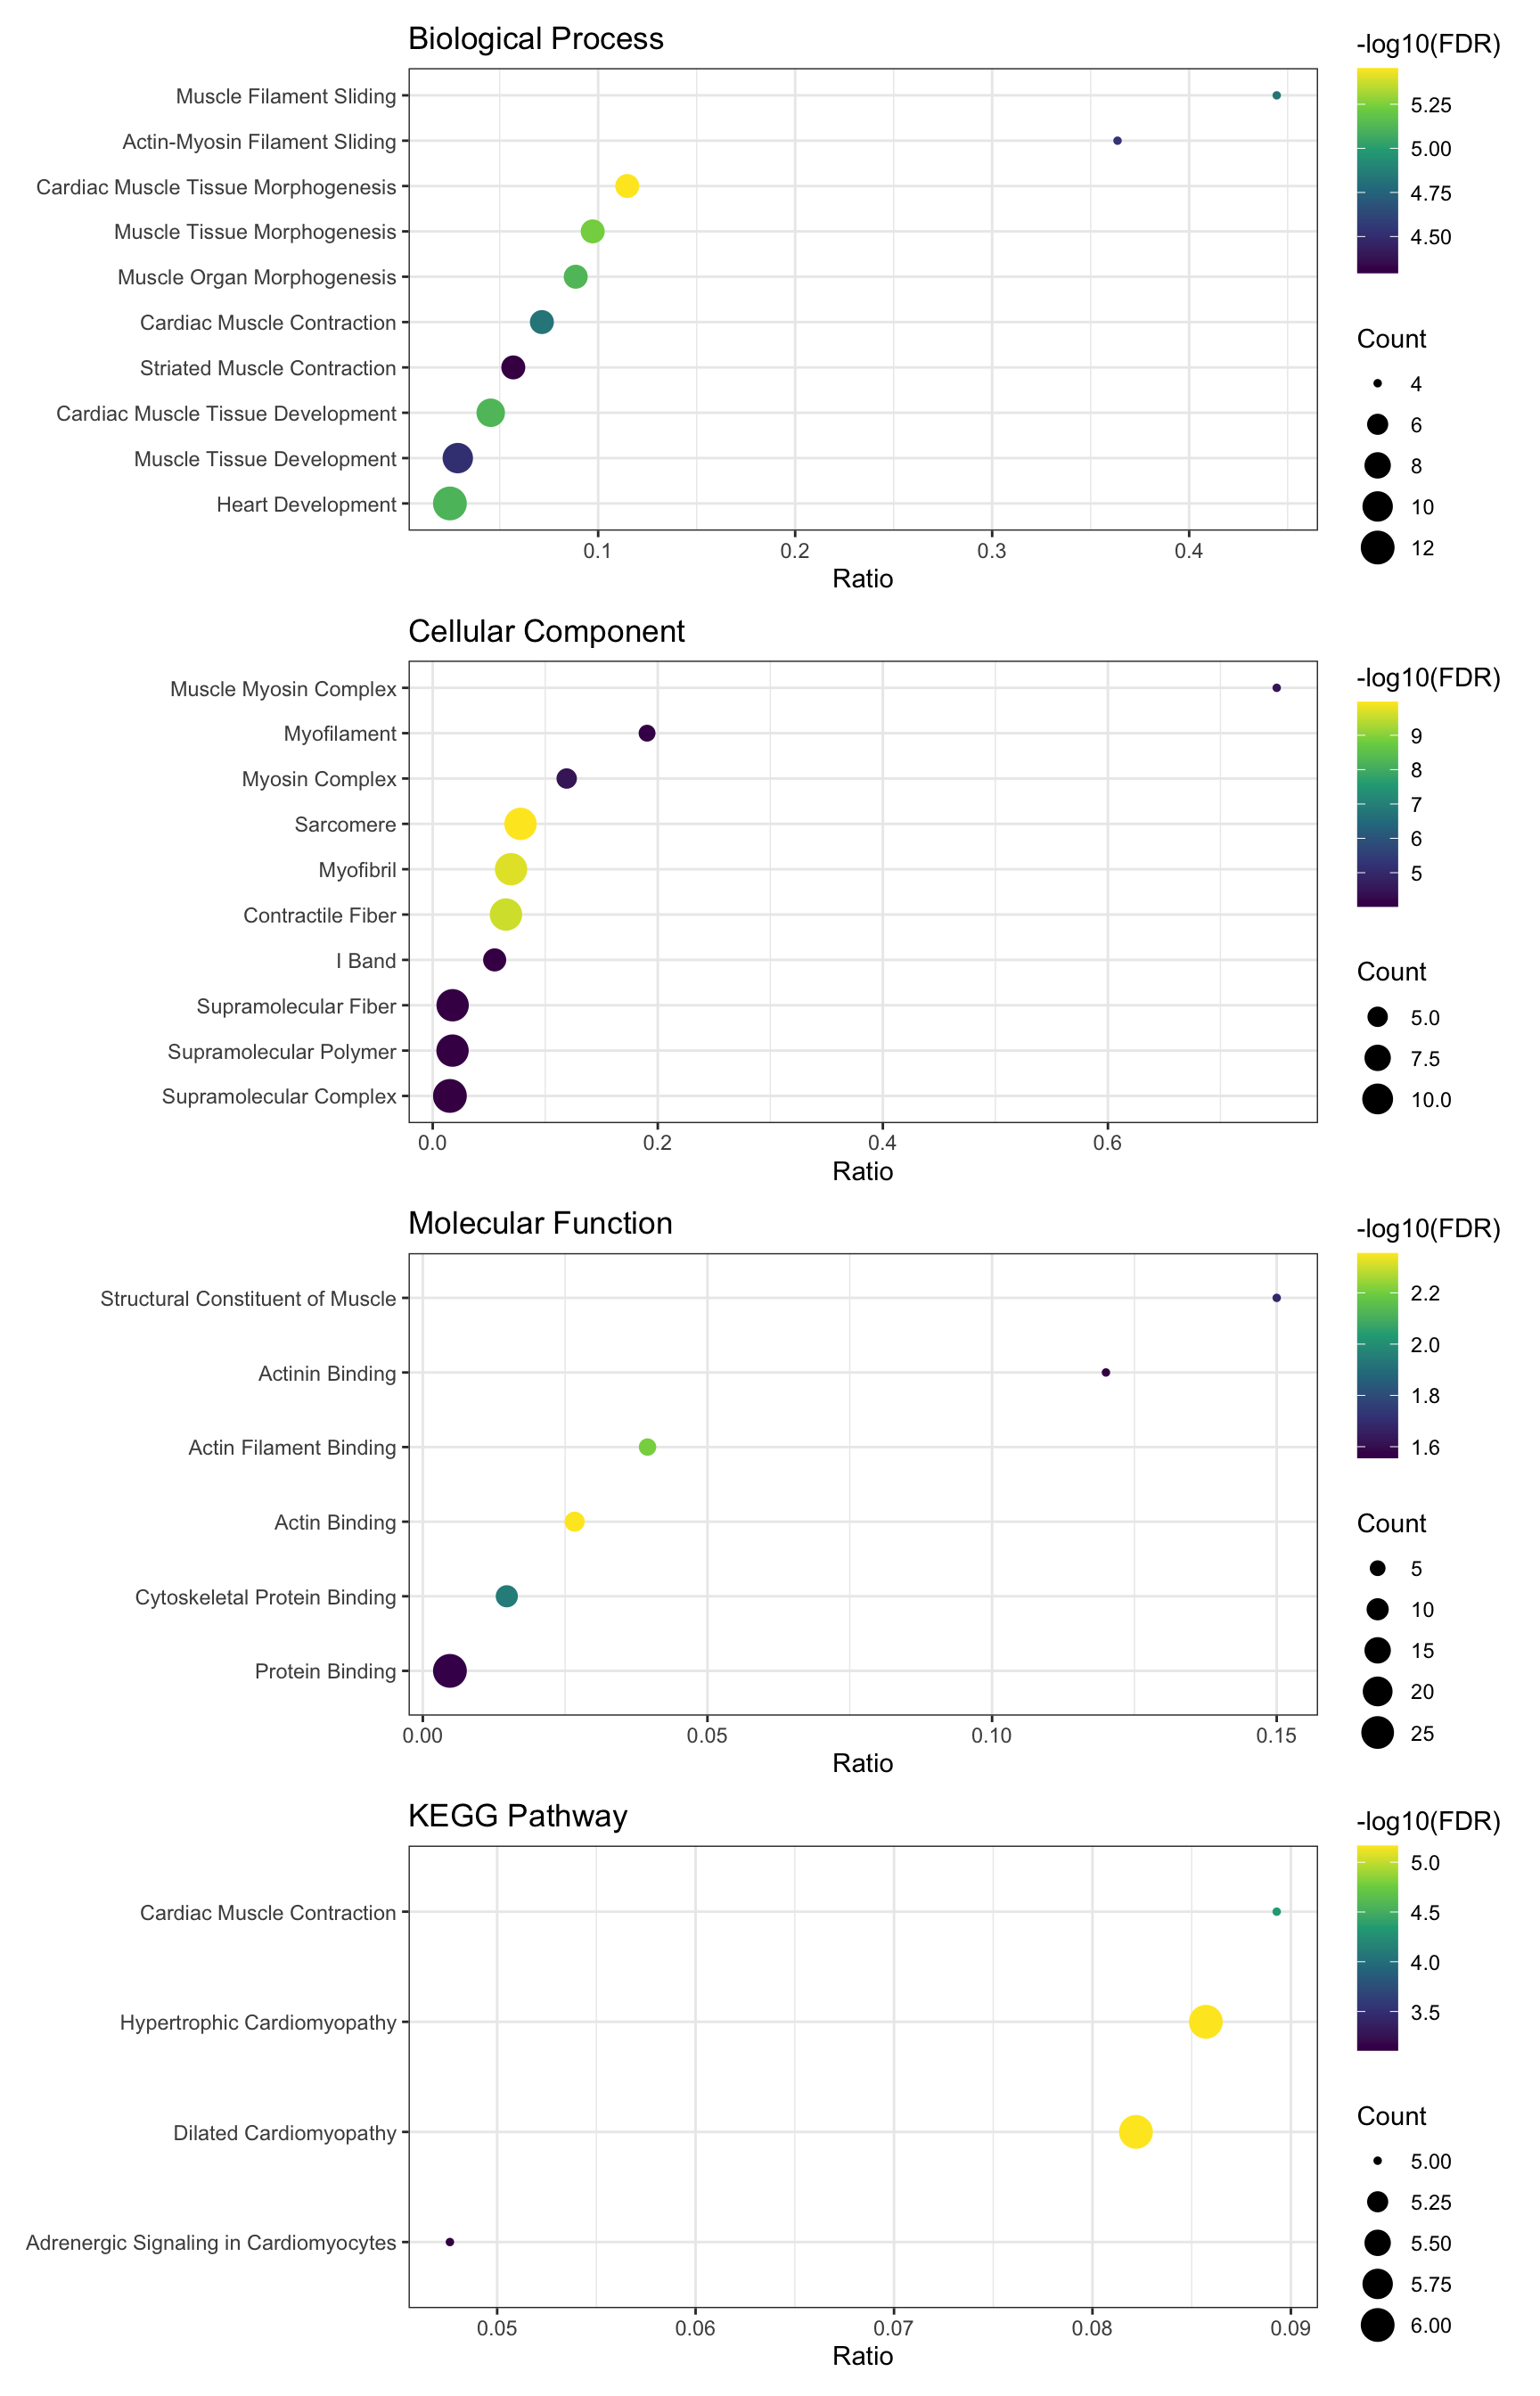 Biological Process
Muscle Filament Sliding
Actin-Myosin Filament Sliding
Cardiac Muscle Tissue Morphogenesis
Muscle Tissue Morphogenesis
Muscle Organ Morphogenesis
Cardiac Muscle Contraction
Striated Muscle Contraction
Cardiac Muscle Tissue Development
Muscle Tissue Development
Heart Development
0.1 0.2 0.3 0.4
Ratio
-log10(FDR)
5.25
5.00
4.75
4.50
Count
4
6
8
10
12
Cellular Component
Muscle Myosin Complex
Myofilament
Myosin Complex
Sarcomere
Myofibril
Contractile Fiber
I Band
Supramolecular Fiber
Supramolecular Polymer
Supramolecular Complex
0.0 0.2 0.4 0.6
Ratio
-log10(FDR)
9
8
7
6
5
Count
5.0
7.5
10.0
Molecular Function
Structural Constituent of Muscle
Actinin Binding
Actin Filament Binding
Actin Binding
Cytoskeletal Protein Binding
Protein Binding
0.00 0.05 0.10 0.15
Ratio
-log10(FDR)
2.2
2.0
1.8
1.6
Count
5
10
15
20
25
KEGG Pathway
Cardiac Muscle Contraction
Hypertrophic Cardiomyopathy
Dilated Cardiomyopathy
Adrenergic Signaling in Cardiomyocytes
0.05 0.06 0.07 0.08 0.09
Ratio
-log10(FDR)
5.0
4.5
4.0
3.5
Count
5.00
5.25
5.50
5.75
6.00